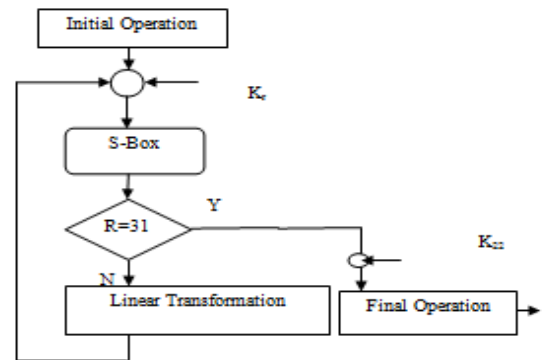 Initial Operation
Kr
S-Box
Y
R=31
K32
N
Linear Transformation
Final Operation